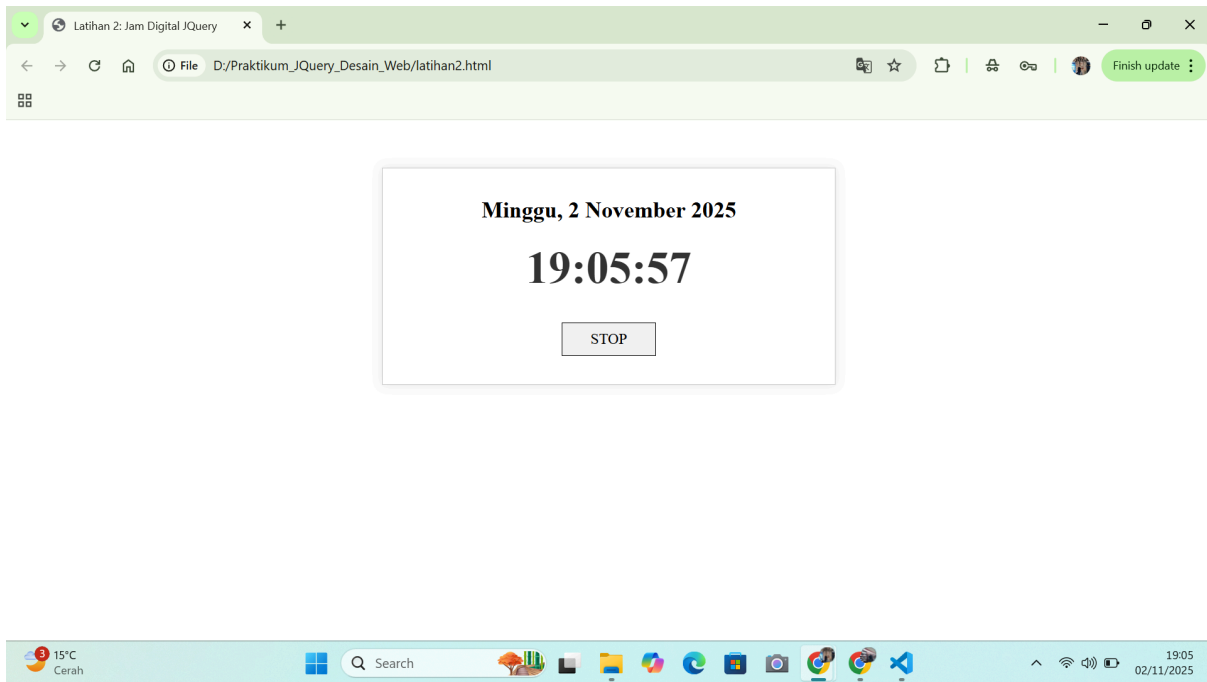 Latihan 2: Jam Digital JQuery
File D:/Praktikum_JQuery_Desain_Web/latihan2.html
Finish update
Minggu, 2 November 2025
19:05:57
STOP
3
15°C
Cerah
Search
19:05
02/11/2025